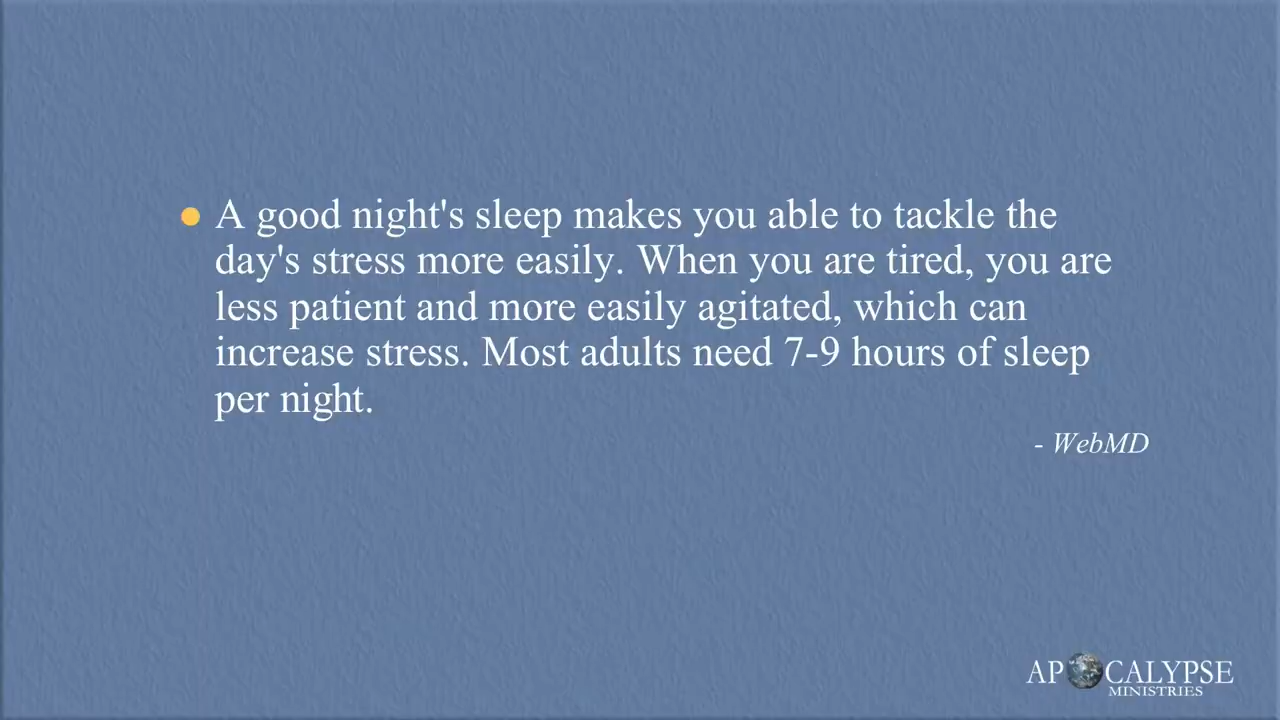 A good night's sleep makes you able to tackle the
day's stress more easily. When you are tired, you are
less patient and more easily agitated, which can
increase stress. Most adults need 7-9 hours of sleep
per night.
- WebMD
APOCALYPSE
MINISTRIES